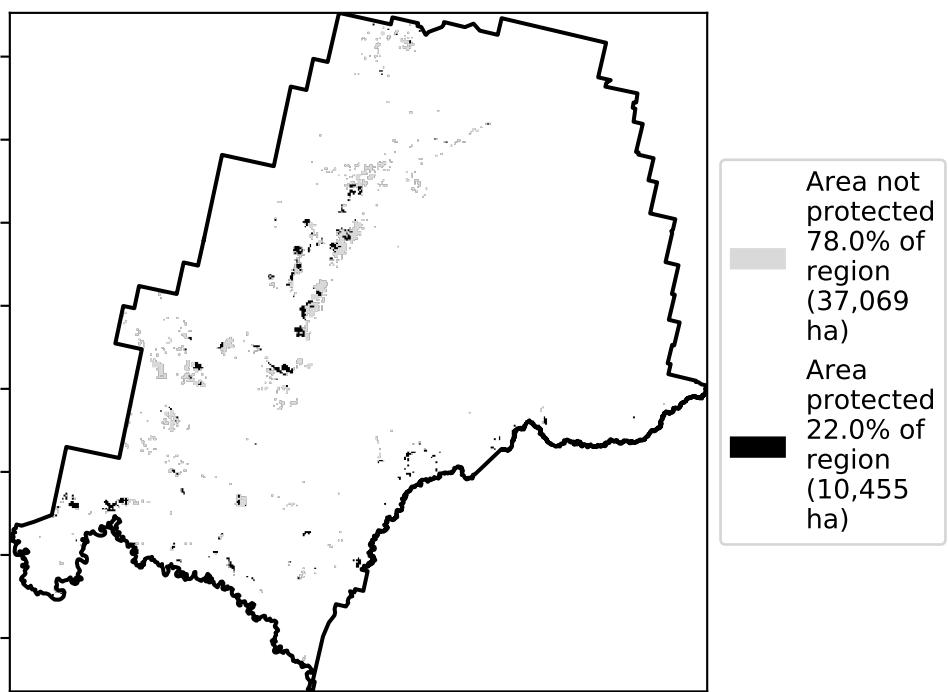 Area not
protected
78.0% of
region
(37,069
ha)
Area
protected
22.0% of
region
(10,455
ha)